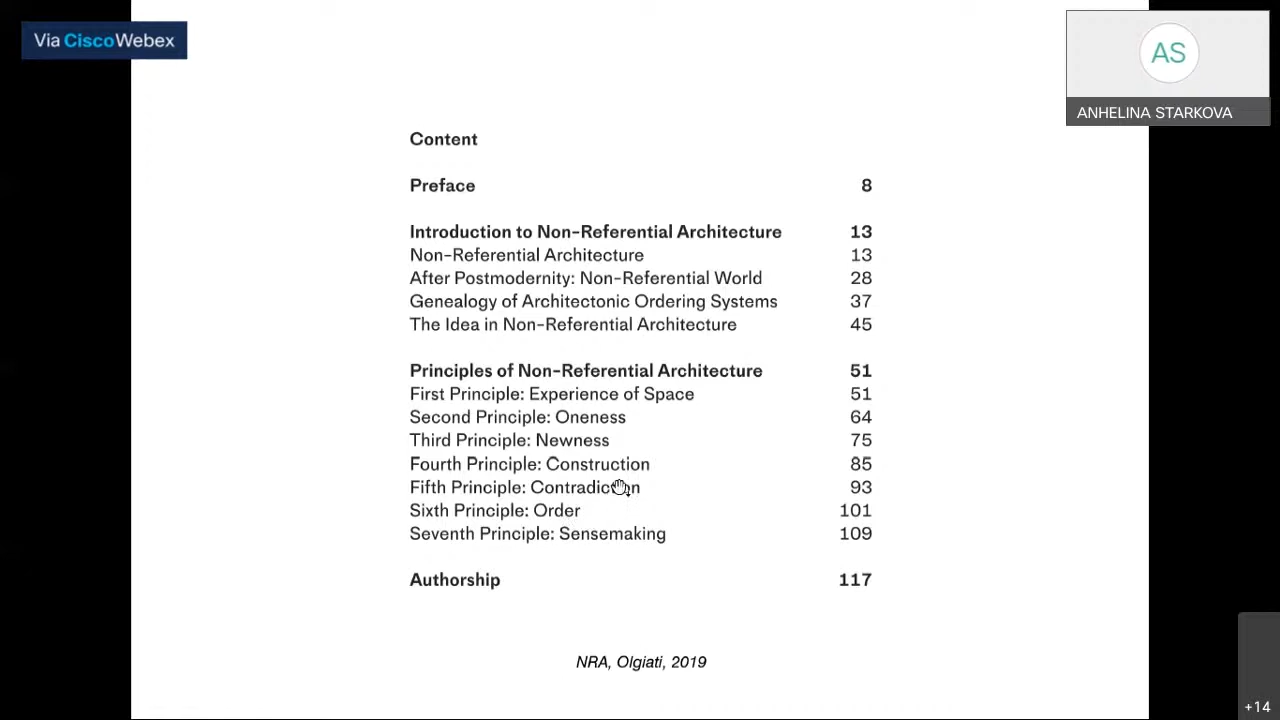 Via CiscoWebex
AS
ANHELINA STARKOVA
Content
Preface 8
Introduction to Non-Referential Architecture 13
Non-Referential Architecture 13
After Postmodernity: Non-Referential World 28
Genealogy of Architectonic Ordering Systems 37
The Idea in Non-Referential Architecture 45
Principles of Non-Referential Architecture 51
First Principle: Experience of Space 51
Second Principle: Oneness 64
Third Principle: Newness 75
Fourth Principle: Construction 85
Fifth Principle: Contradiction 93
Sixth Principle: Order 101
Seventh Principle: Sensemaking 109
Authorship 117
NRA, Olgiati, 2019
+14